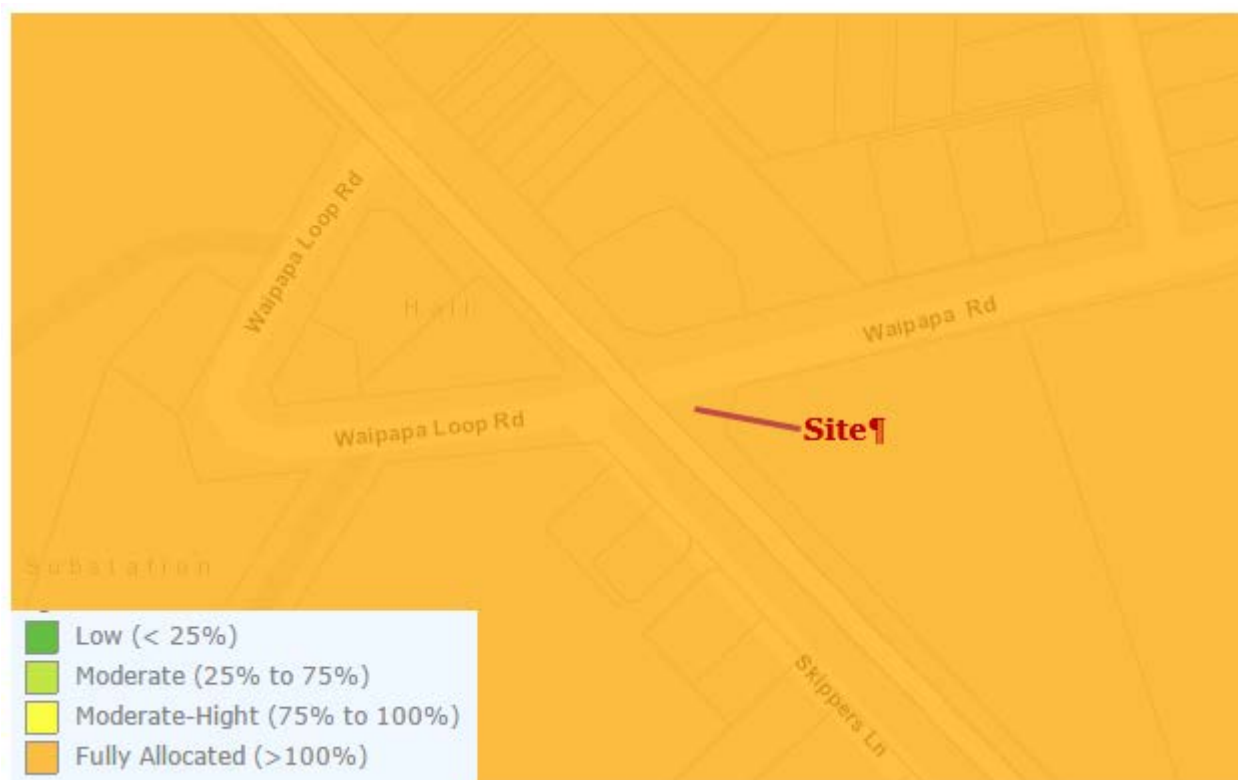 Waipapa Loop Rd
Hall
Waipapa Rd
Waipapa Loop Rd
Site¶
Substation
Skippers Ln
Low (< 25%)
Moderate (25% to 75%)
Moderate-Hight (75% to 100%)
Fully Allocated (>100%)